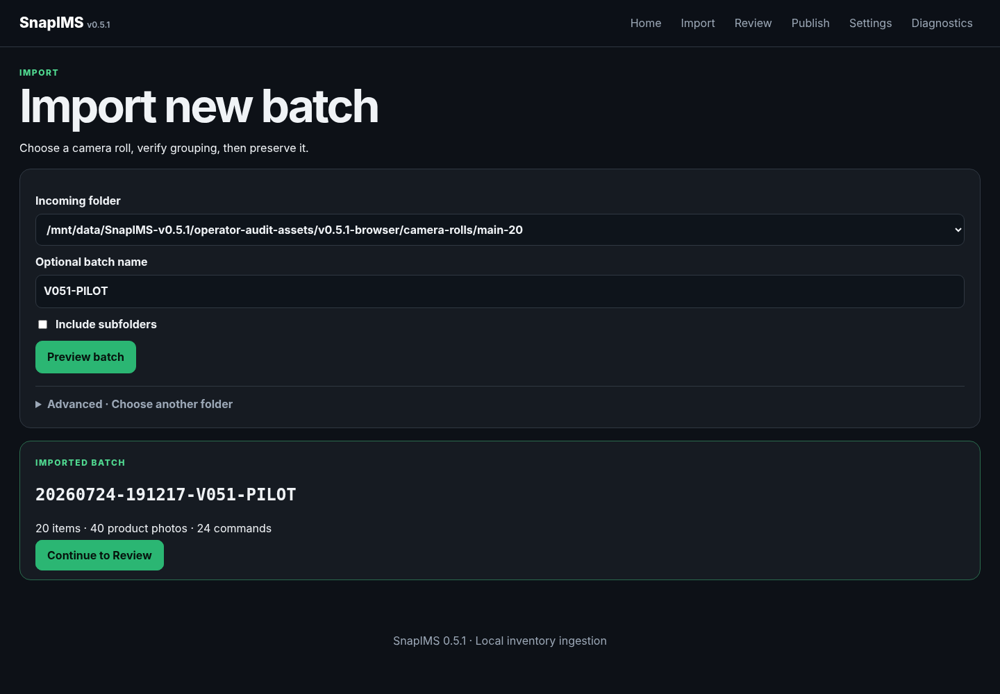 SnapIMS v0.5.1
Home Import Review Publish Settings Diagnostics
IMPORT
Import new batch
Choose a camera roll, verify grouping, then preserve it.
Incoming folder
/mnt/data/SnapIMS-v0.5.1/operator-audit-assets/v0.5.1-browser/camera-rolls/main-20
Optional batch name
V051-PILOT
Include subfolders
Preview batch
Advanced · Choose another folder
IMPORTED BATCH
20260724-191217-V051-PILOT
20 items · 40 product photos · 24 commands
Continue to Review
SnapIMS 0.5.1 · Local inventory ingestion